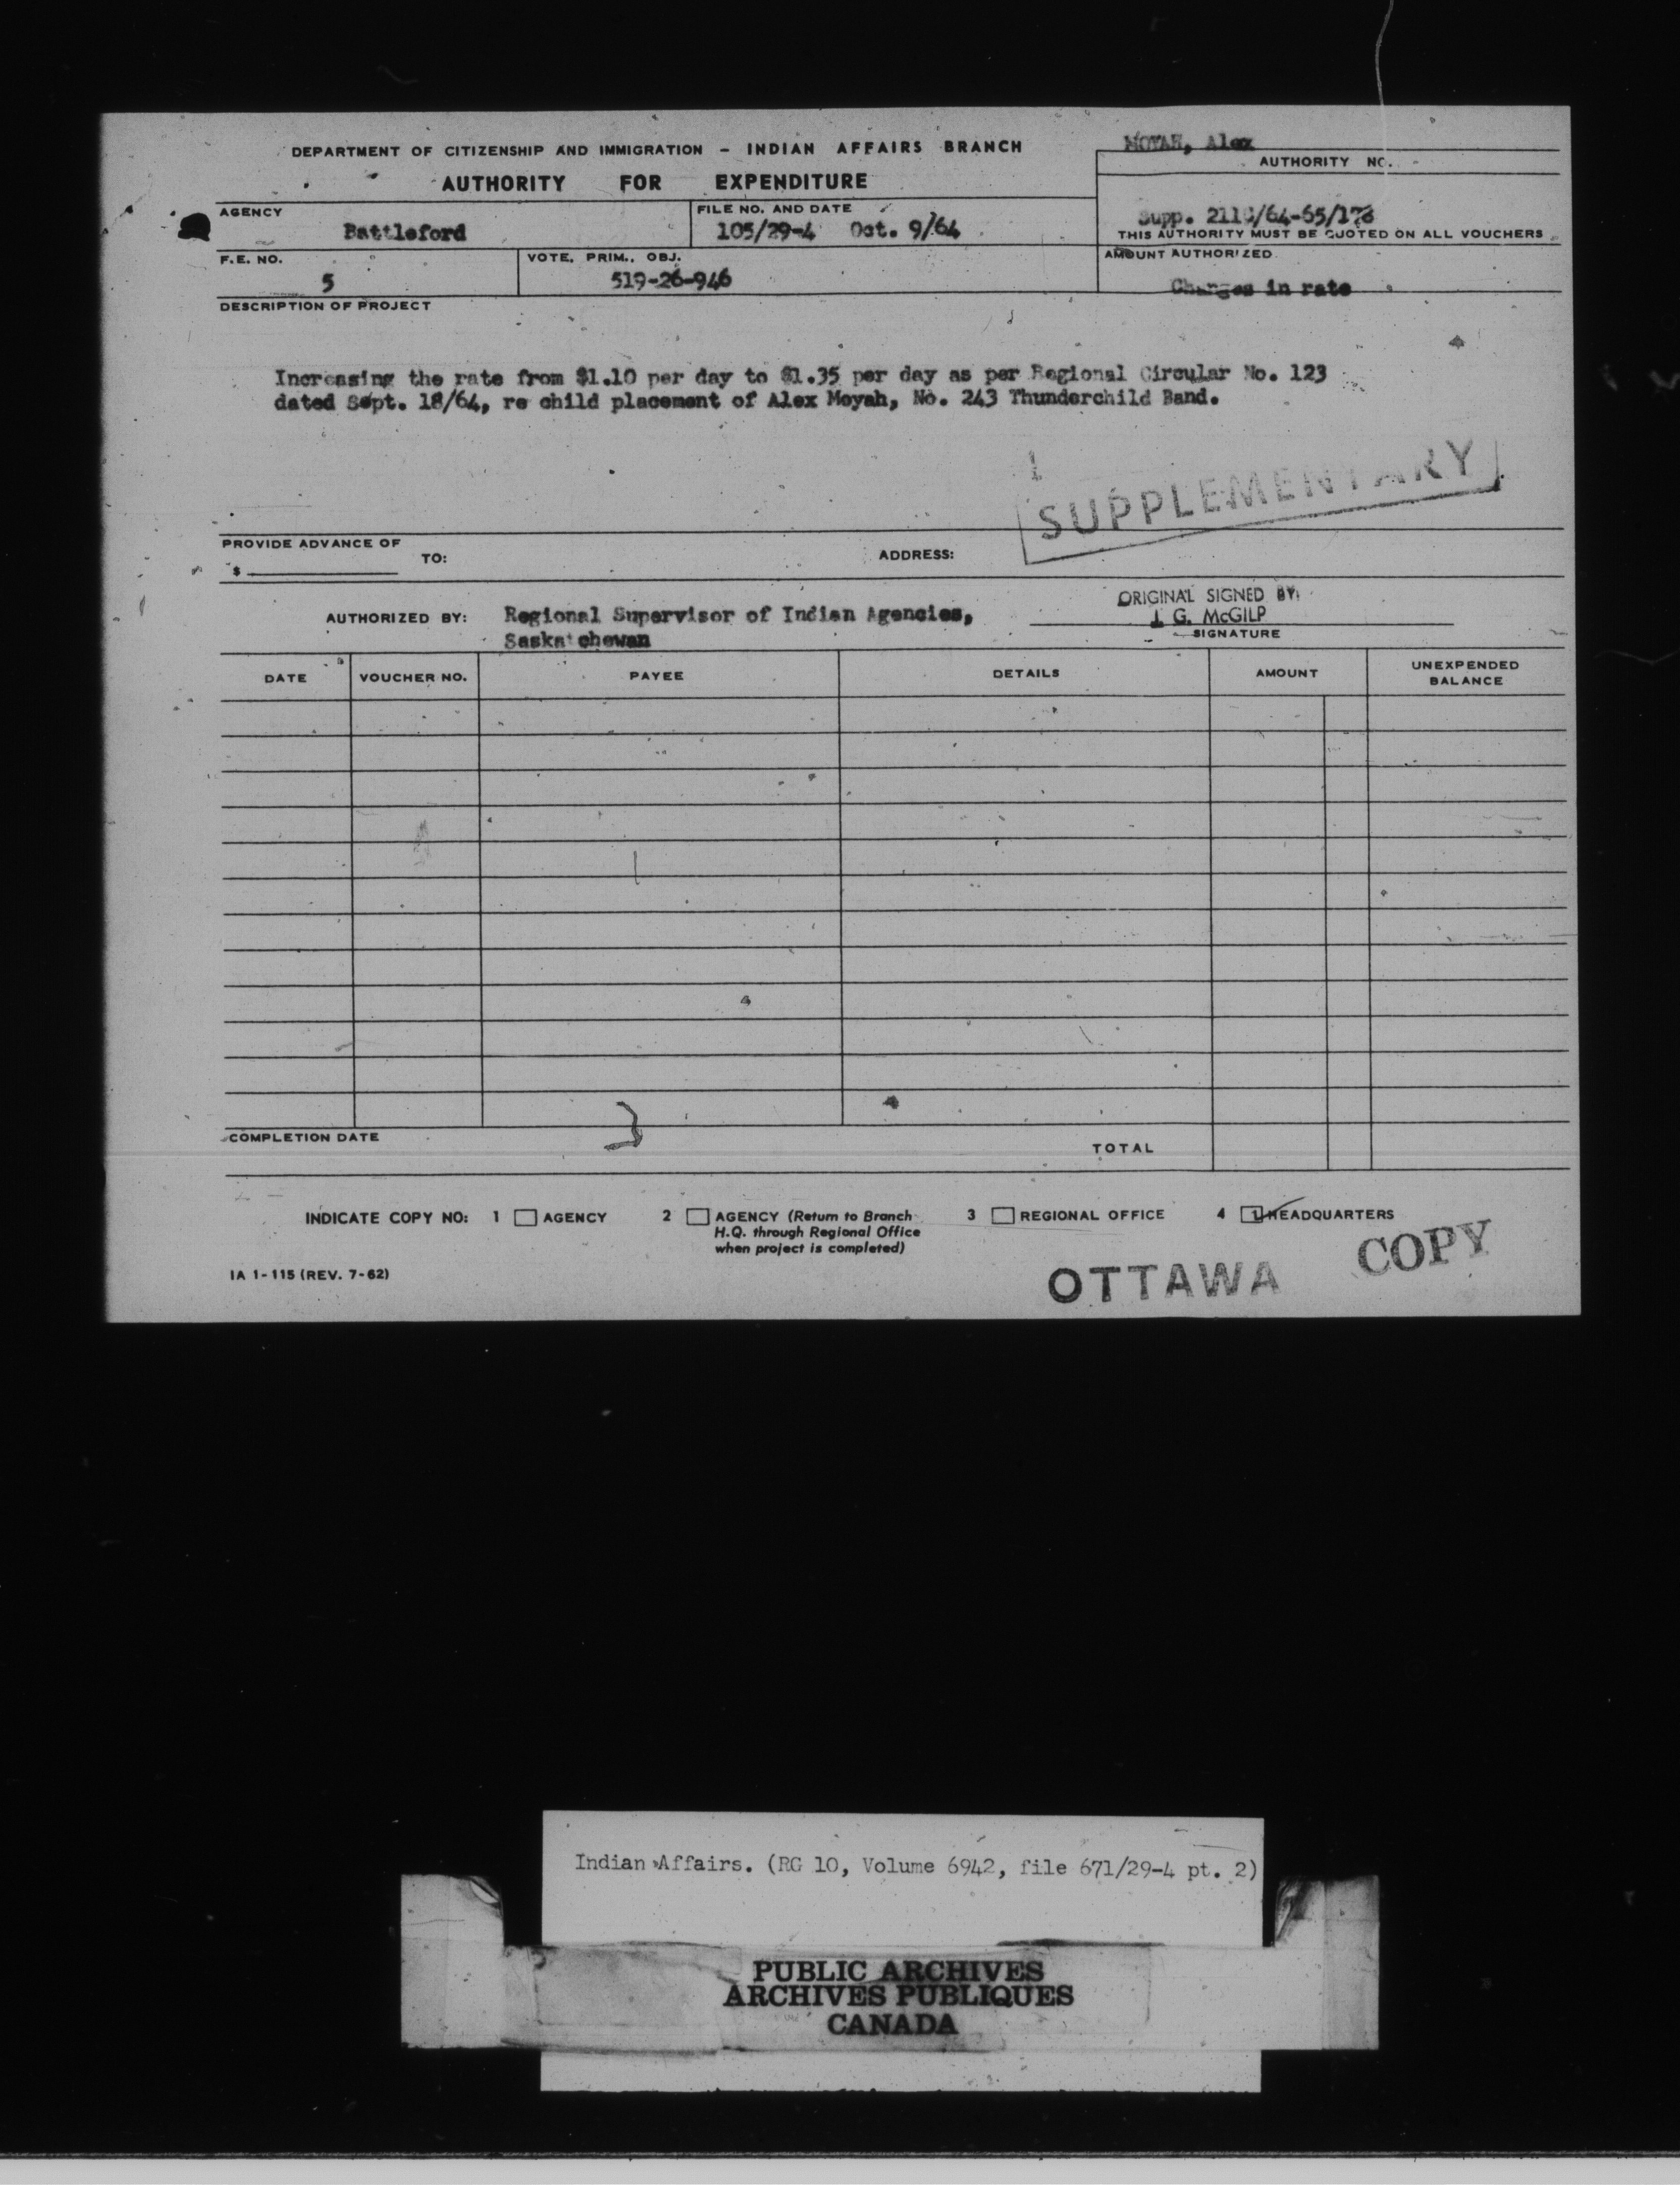 MOYAH, Alex
DEPARTMENT OF CITIZENSHIP AND IMMIGRATION - INDIAN AFFAIRS BRANCH
AUTHORITY FOR EXPENDITURE
AUTHORITY NO.
Supp. 211C/64-65/178
THIS AUTHORITY MUST BE QUOTED ON ALL VOUCHERS
AGENCY
Battleford
FILE NO. AND DATE
105/29-4 Oct. 9/64
F.E. NO.
5
VOTE, PRIM., OBJ.
519-26-946
AMOUNT AUTHORIZED
Changes in rate
DESCRIPTION OF PROJECT
Increasing the rate from $1.10 per day to $1.35 per day as per Regional Circular No. 123
dated Sept. 18/64, re child placement of Alex Moyah, No. 243 Thunderchild Band.
SUPPLEMENTARY
PROVIDE ADVANCE OF
$ TO: ADDRESS:
ORIGINAL SIGNED BY:
J. G. McGILP
AUTHORIZED BY: Regional Supervisor of Indian Agencies,
Saskatchewan
SIGNATURE
DATE VOUCHER NO. PAYEE DETAILS AMOUNT UNEXPENDED
BALANCE
COMPLETION DATE
TOTAL
INDICATE COPY NO: 1 AGENCY 2 AGENCY (Return to Branch 3 REGIONAL OFFICE 4 HEADQUARTERS
H.Q. through Regional Office
when project is completed)
IA 1-115 (REV. 7-62)
OTTAWA COPY
Indian Affairs. (RG 10, Volume 6942, file 671/29-4 pt. 2)
PUBLIC ARCHIVES
ARCHIVES PUBLIQUES
CANADA